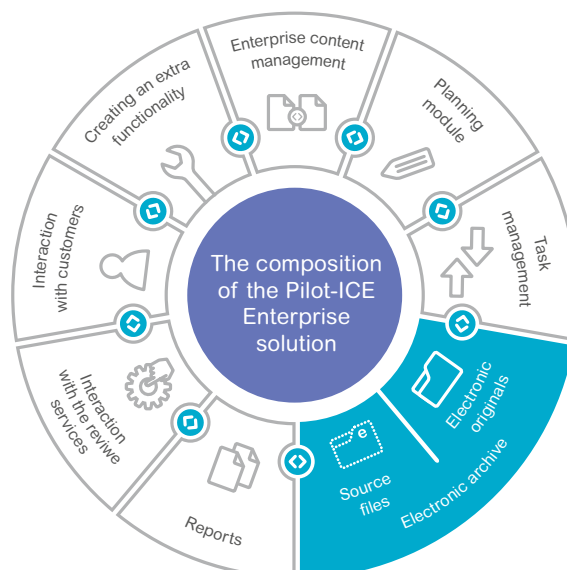 The composition
of the Pilot-ICE
Enterprise
solution
Enterprise content
management
Planning
module
Task
management
Electronic
originals
Electronic archive
Source
files
Reports
Interaction
with the reviwe
services
Interaction
with customers
Creating an extra
functionality
e